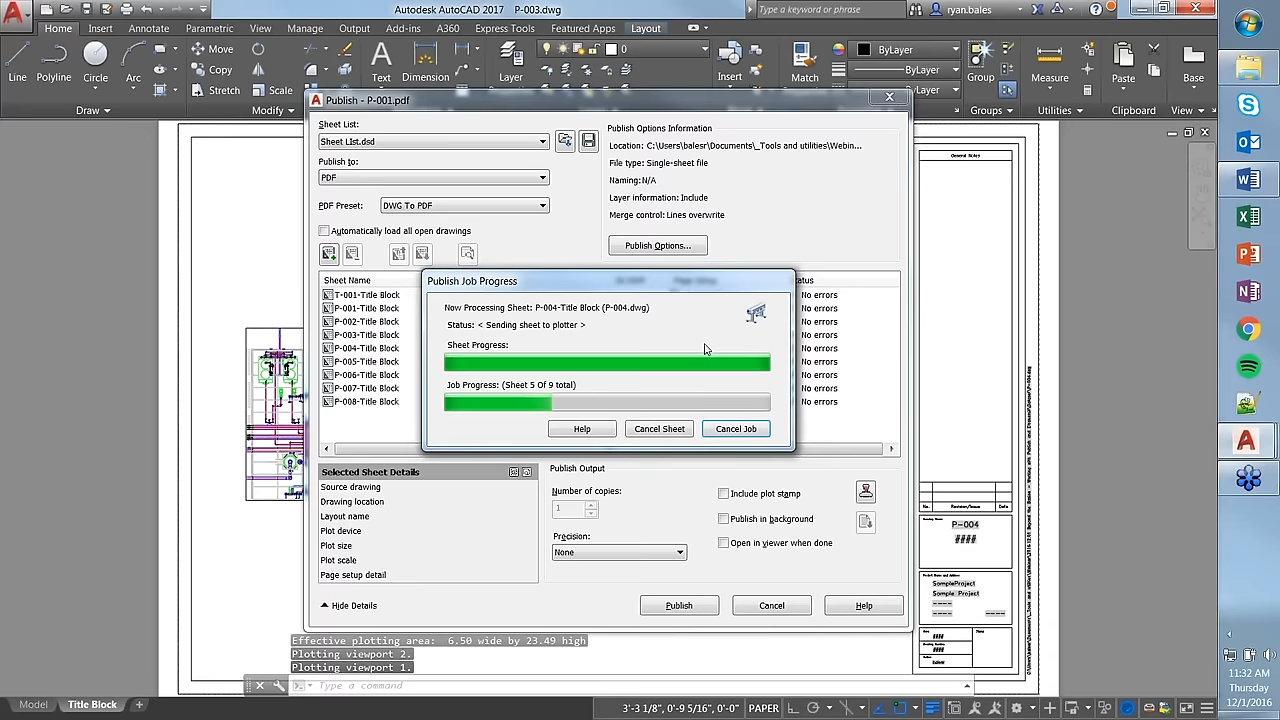 Autodesk AutoCAD 2017   P-003.dwg
Type a keyword or phrase
ryan.bales
Home Insert Annotate Parametric View Manage Output Add-ins A360 Express Tools Featured Apps Layout
Line Polyline Circle Arc
Move
Copy
Stretch
Text Dimension Layer
0
Insert
Match
ByLayer
ByLayer
ByLayer
Group
Measure
Paste
Base
Draw
Modify
Groups
Utilities
Clipboard
View
Publish - P-001.pdf
Sheet List:
Sheet LIst.dsd
Publish to:
PDF
PDF Preset:
DWG To PDF
Automatically load all open drawings
Publish Options Information
Location: C:\Users\balesr\Documents\_Tools and utilities\Webin...
File type: Single-sheet file
Naming: N/A
Layer information: Include
Merge control: Lines overwrite
Publish Options...
Sheet Name
T-001-Title Block
No errors
P-001-Title Block
No errors
P-002-Title Block
No errors
P-003-Title Block
No errors
P-004-Title Block
No errors
P-005-Title Block
No errors
P-006-Title Block
No errors
P-007-Title Block
No errors
P-008-Title Block
No errors
Publish Job Progress
Now Processing Sheet: P-004-Title Block (P-004.dwg)
Status: < Sending sheet to plotter >
Sheet Progress:
Job Progress: (Sheet 5 Of 9 total)
Help
Cancel Sheet
Cancel Job
Selected Sheet Details
Source drawing
Drawing location
Layout name
Plot device
Plot size
Plot scale
Page setup detail
Hide Details
Publish Output
Number of copies:
1
Precision:
None
Include plot stamp
Publish in background
Open in viewer when done
Publish
Cancel
Help
General Notes
No.
Revision/Issue
Date
P-004
####
Project Name and Address
SampleProject
Sample Project
----
----
----
####
####
Effective plotting area:  6.50 wide by 23.49 high
Plotting viewport 2.
Plotting viewport 1.
Type a command
Model
Title Block
3'-3 1/8", 0'-9 5/16", 0'-0"
PAPER
11:32 AM
Thursday
12/1/2016